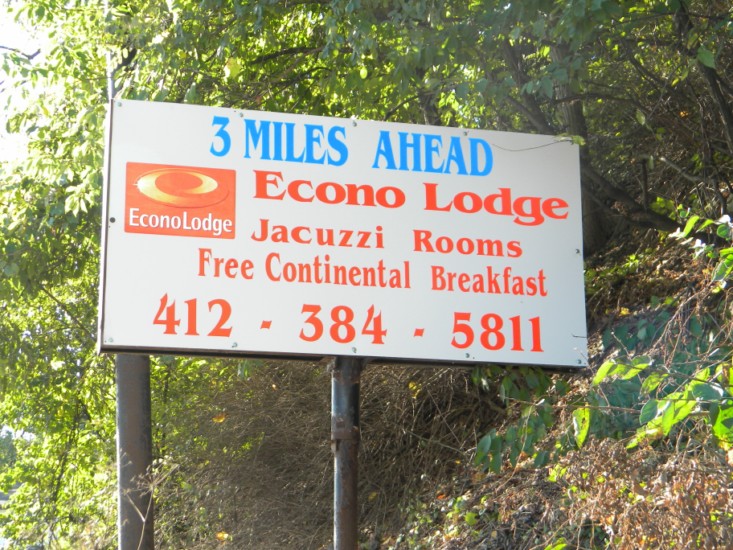 3 MILES AHEAD
EconoLodge
Econo Lodge
Jacuzzi Rooms
Free Continental Breakfast
412 - 384 - 5811